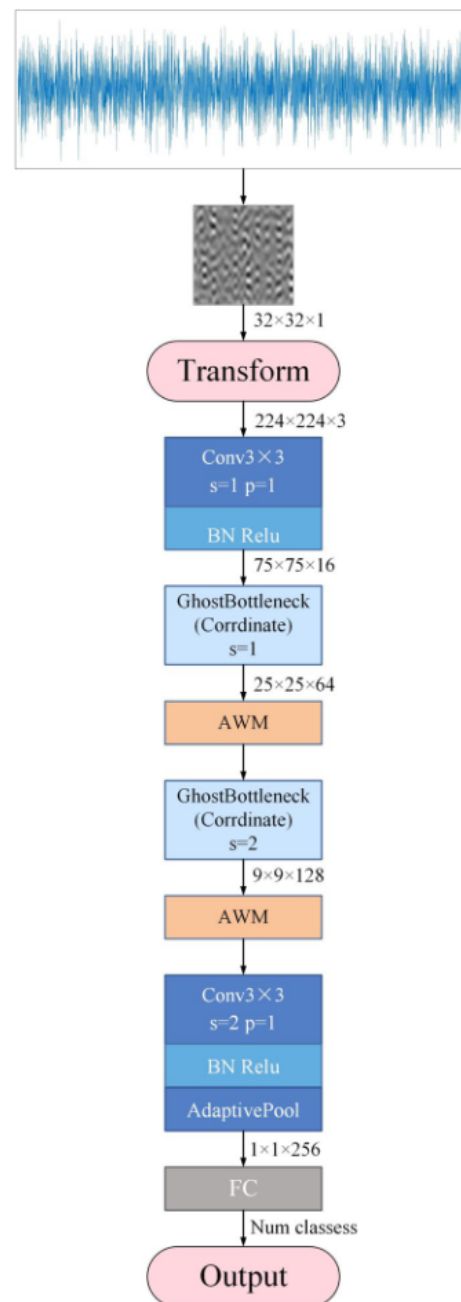 32×32×1
Transform
224×224×3
Conv3×3
s=1 p=1
BN Relu
75×75×16
GhostBottleneck
(Corrdinate)
s=1
25×25×64
AWM
GhostBottleneck
(Corrdinate)
s=2
9×9×128
AWM
Conv3×3
s=2 p=1
BN Relu
AdaptivePool
1×1×256
FC
Num classess
Output